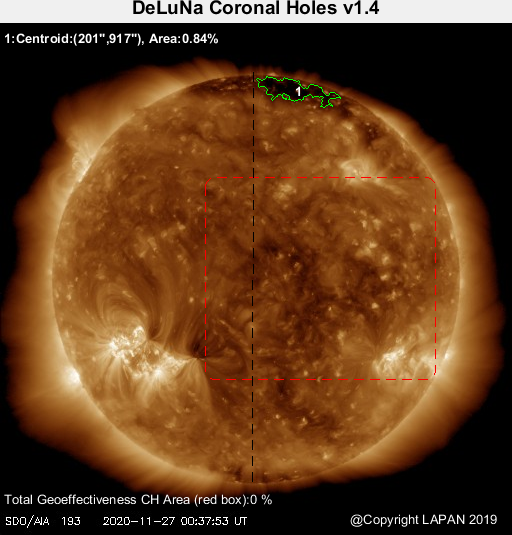 DeLuNa Coronal Holes v1.4
1:Centroid:(201",917"), Area:0.84%
1
Total Geoeffectiveness CH Area (red box):0 %
SDO/AIA 193 2020-11-27 00:37:53 UT
@Copyright LAPAN 2019